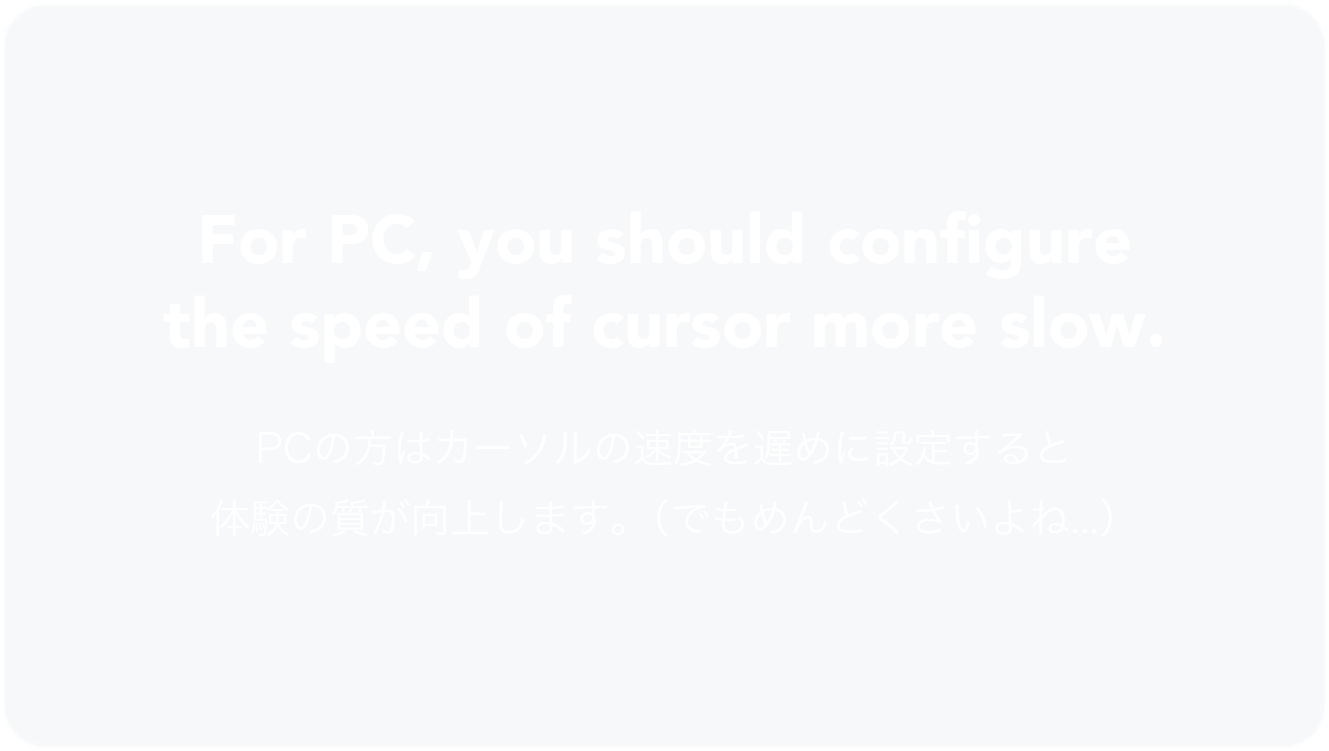 For PC, you should configure
the speed of cursor more slow.
PCの方はカーソルの速度を遅めに設定すると
体験の質が向上します。（でもめんどくさいよね...）